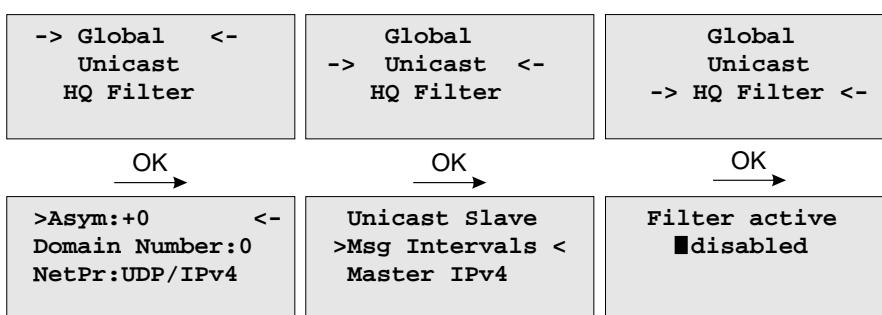 -> Global <-
Unicast
HQ Filter
Global
-> Unicast <-
HQ Filter
Global
Unicast
-> HQ Filter <-
OK
OK
OK
>Asym:+0 <-
Domain Number:0
NetPr:UDP/IPv4
Unicast Slave
>Msg Intervals <
Master IPv4
Filter active
█disabled